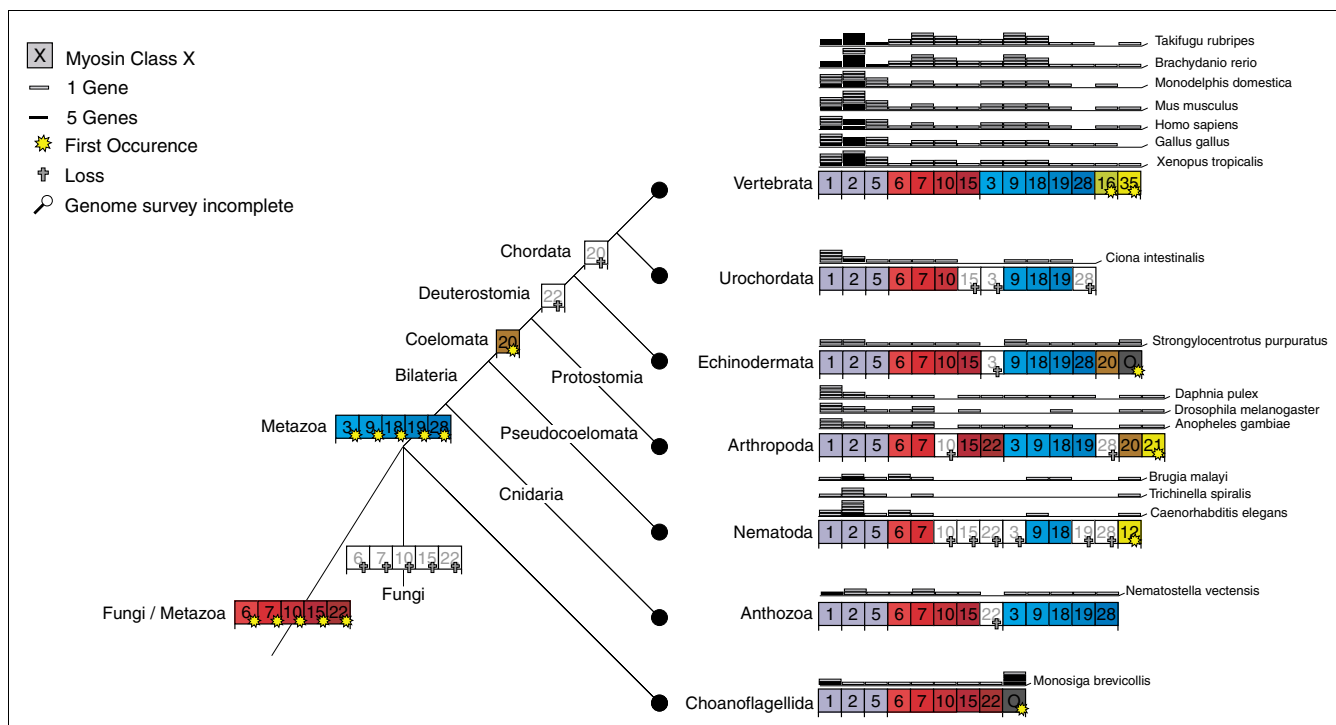 X Myosin Class X
1 Gene
5 Genes
First Occurence
Loss
Genome survey incomplete
Takifugu rubripes
Brachydanio rerio
Monodelphis domestica
Mus musculus
Homo sapiens
Gallus gallus
Xenopus tropicalis
Vertebrata 1 2 5 6 7 10 15 3 9 18 19 28 16 35
Chordata 20
Ciona intestinalis
Urochordata 1 2 5 6 7 10 15 3 9 18 19 28
Deuterostomia 22
Coelomata 20
Strongylocentrotus purpuratus
Echinodermata 1 2 5 6 7 10 15 3 9 18 19 28 20 O
Bilateria
Protostomia
Daphnia pulex
Drosophila melanogaster
Anopheles gambiae
Metazoa 3 9 18 19 28
Pseudocoelomata
Arthropoda 1 2 5 6 7 10 15 22 3 9 18 19 28 20 21
Cnidaria
Brugia malayi
Trichinella spiralis
Caenorhabditis elegans
Nematoda 1 2 5 6 7 10 15 22 3 9 18 19 28 12
6 7 10 15 22
Fungi
Nematostella vectensis
Fungi / Metazoa 6 7 10 15 22
Anthozoa 1 2 5 6 7 10 15 22 3 9 18 19 28
Monosiga brevicollis
Choanoflagellida 1 2 5 6 7 10 15 22 O